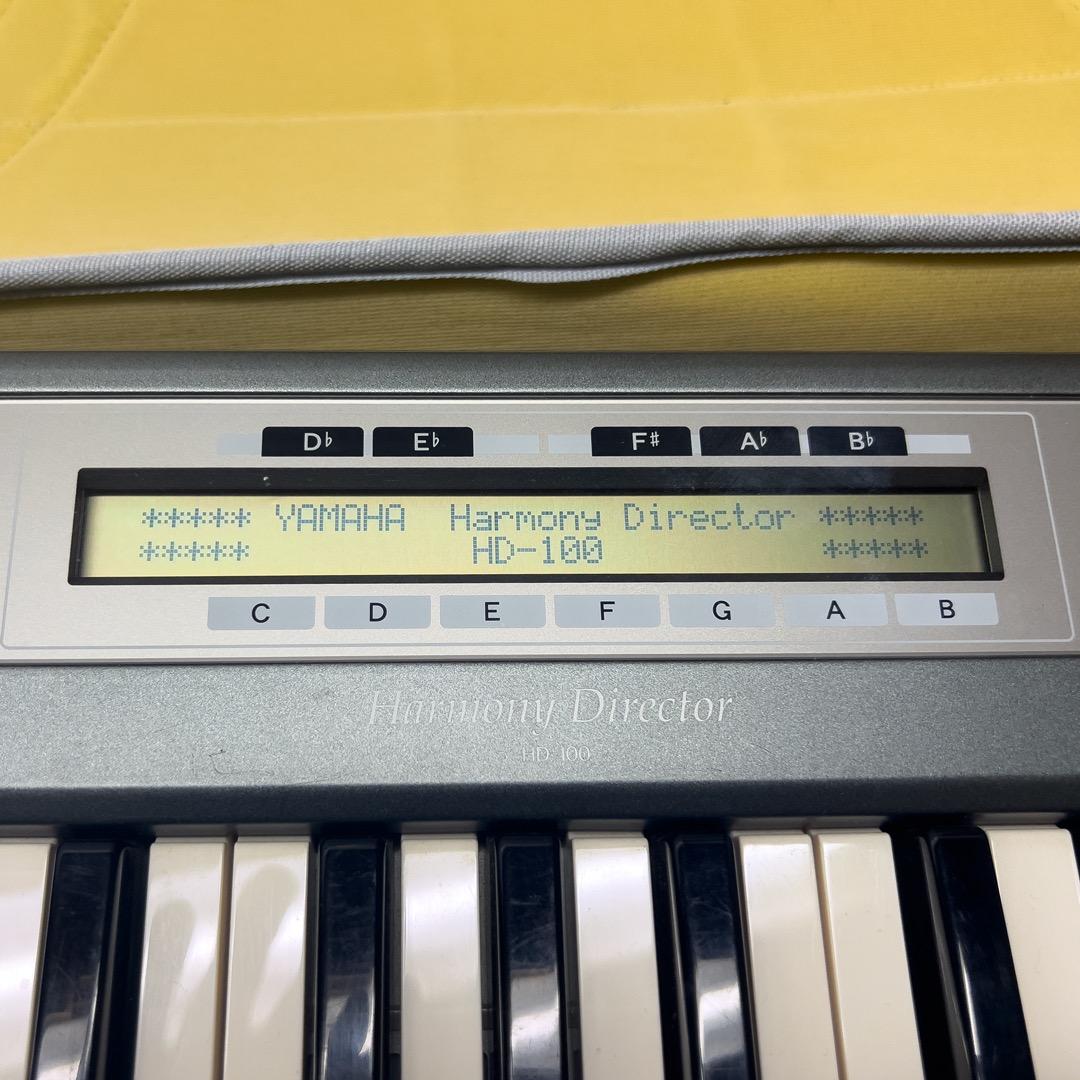 D♭ E♭ F♯ A♭ B♭
***** YAMAHA Harmony Director *****
***** HD-100 *****
C D E F G A B
Harmony Director
HD-100